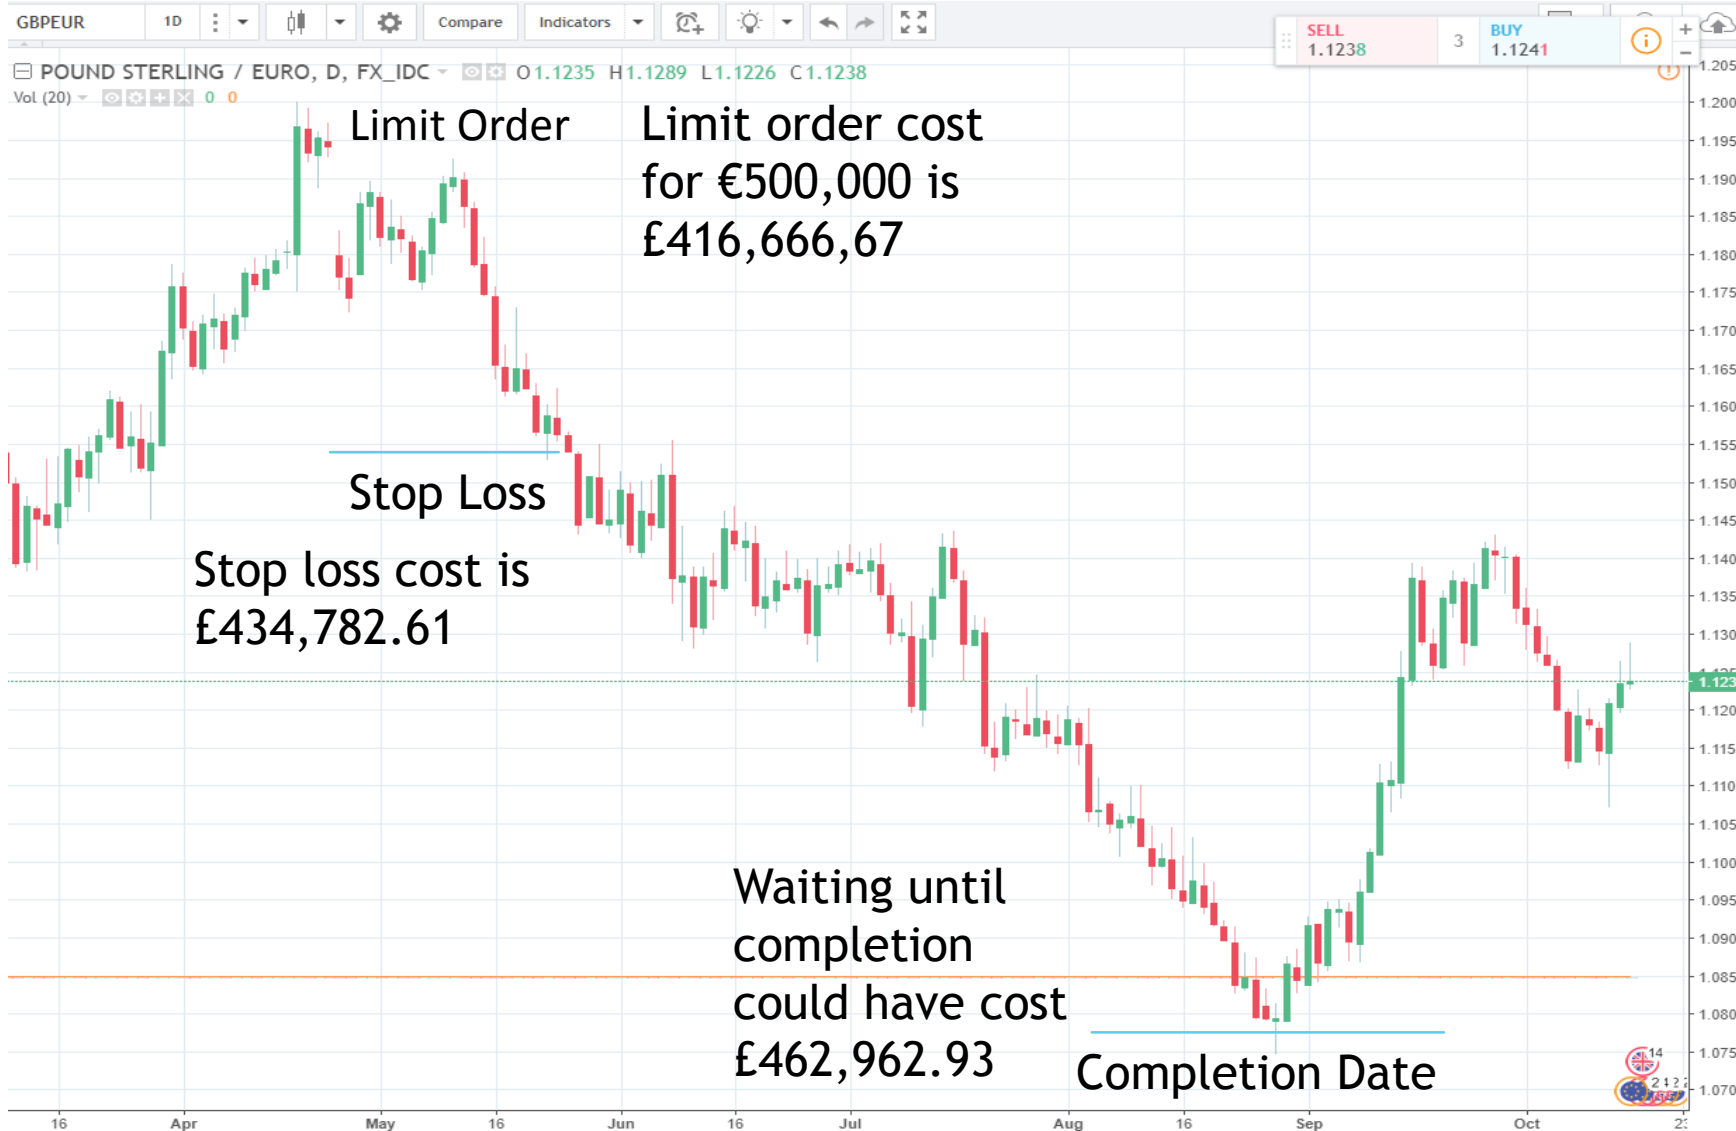 GBPEUR 1D Compare Indicators
SELL 1.1238 3 BUY 1.1241
POUND STERLING / EURO, D, FX_IDC O1.1235 H1.1289 L1.1226 C1.1238
Vol (20) 0 0
Limit Order
Limit order cost
for €500,000 is
£416,666,67
Stop Loss
Stop loss cost is
£434,782.61
Waiting until
completion
could have cost
£462,962.93
Completion Date
1.205
1.200
1.195
1.190
1.185
1.180
1.175
1.170
1.165
1.160
1.155
1.150
1.145
1.140
1.135
1.130
1.123
1.120
1.115
1.110
1.105
1.100
1.095
1.090
1.085
1.080
1.075
1.070
14
16 Apr May 16 Jun 16 Jul Aug 16 Sep Oct